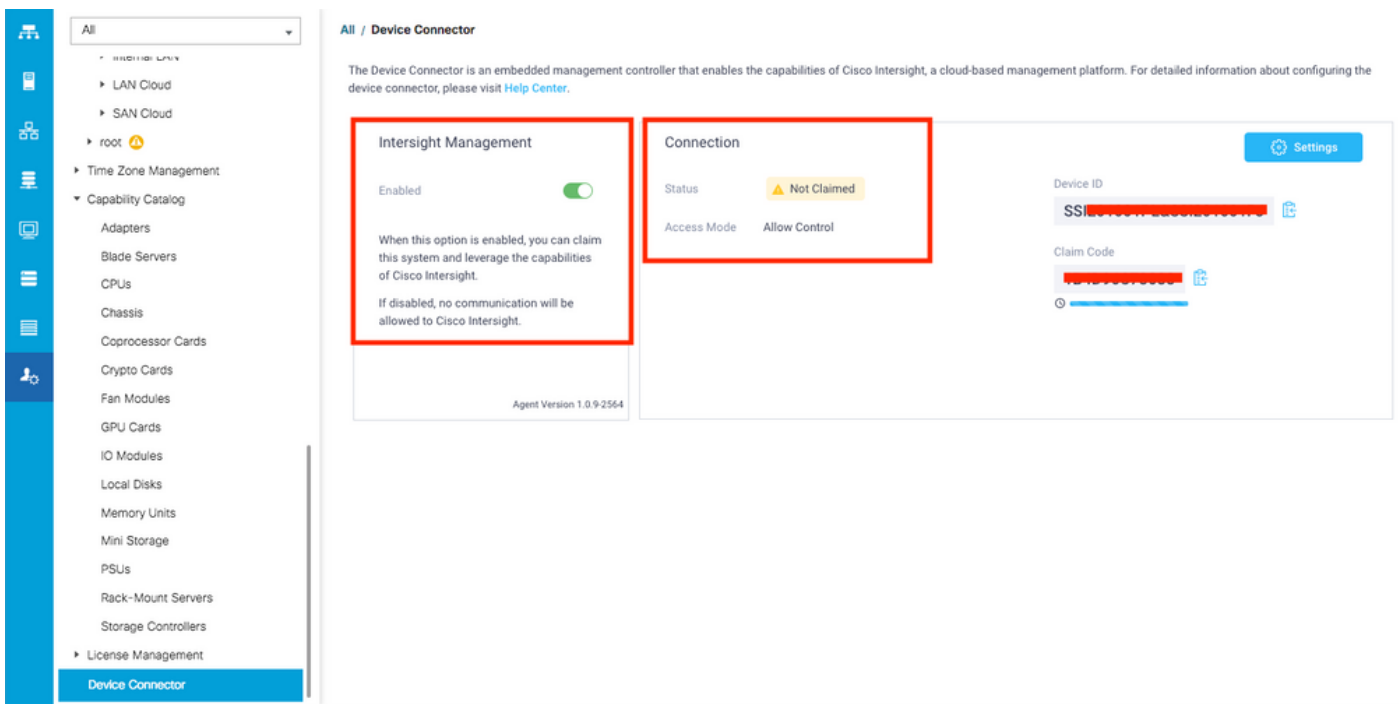 All
Internal LAN
LAN Cloud
SAN Cloud
root
Time Zone Management
Capability Catalog
Adapters
Blade Servers
CPUs
Chassis
Coprocessor Cards
Crypto Cards
Fan Modules
GPU Cards
IO Modules
Local Disks
Memory Units
Mini Storage
PSUs
Rack-Mount Servers
Storage Controllers
License Management
Device Connector
All / Device Connector
The Device Connector is an embedded management controller that enables the capabilities of Cisco Intersight, a cloud-based management platform. For detailed information about configuring the
device connector, please visit Help Center.
Intersight Management
Enabled
When this option is enabled, you can claim
this system and leverage the capabilities
of Cisco Intersight.
If disabled, no communication will be
allowed to Cisco Intersight.
Agent Version 1.0.9-2564
Connection
Status
Not Claimed
Access Mode
Allow Control
Settings
Device ID
Claim Code